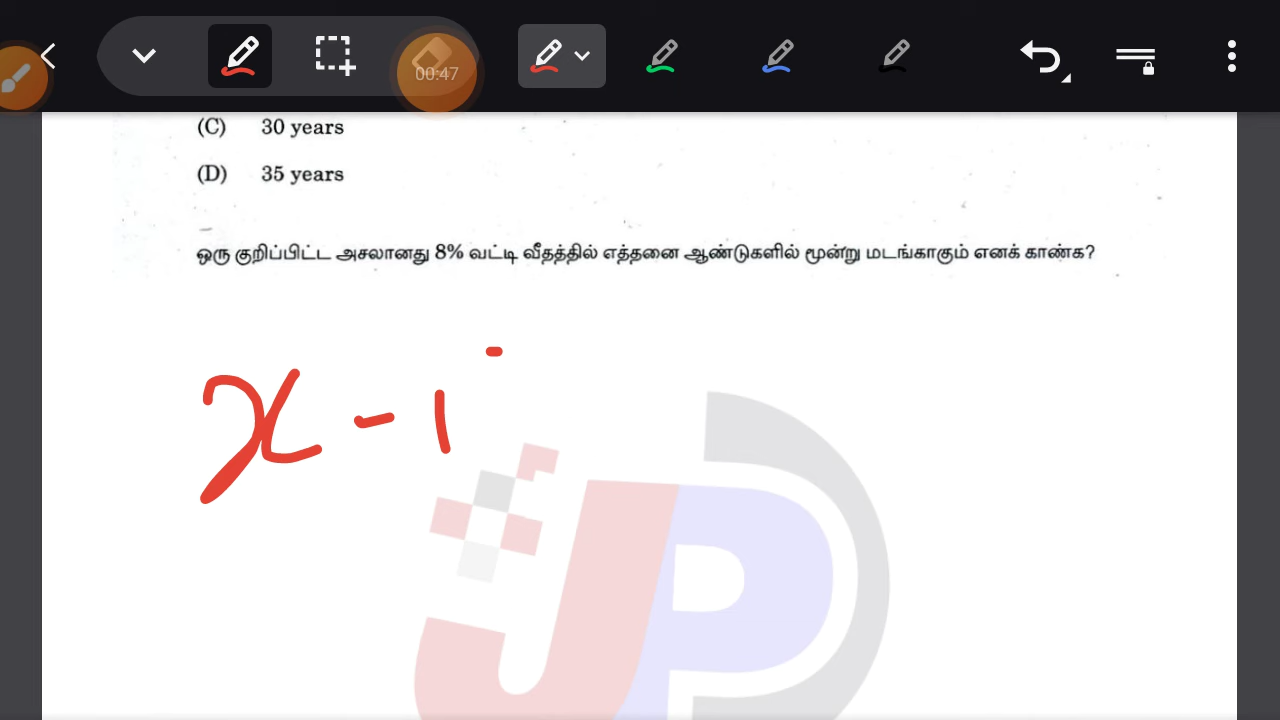 00:47
(C) 30 years
(D) 35 years
ஒரு குறிப்பிட்ட அசலானது 8% வட்டி வீதத்தில் எத்தனை ஆண்டுகளில் மூன்று மடங்காகும் எனக் காண்க?
x - 1
JP